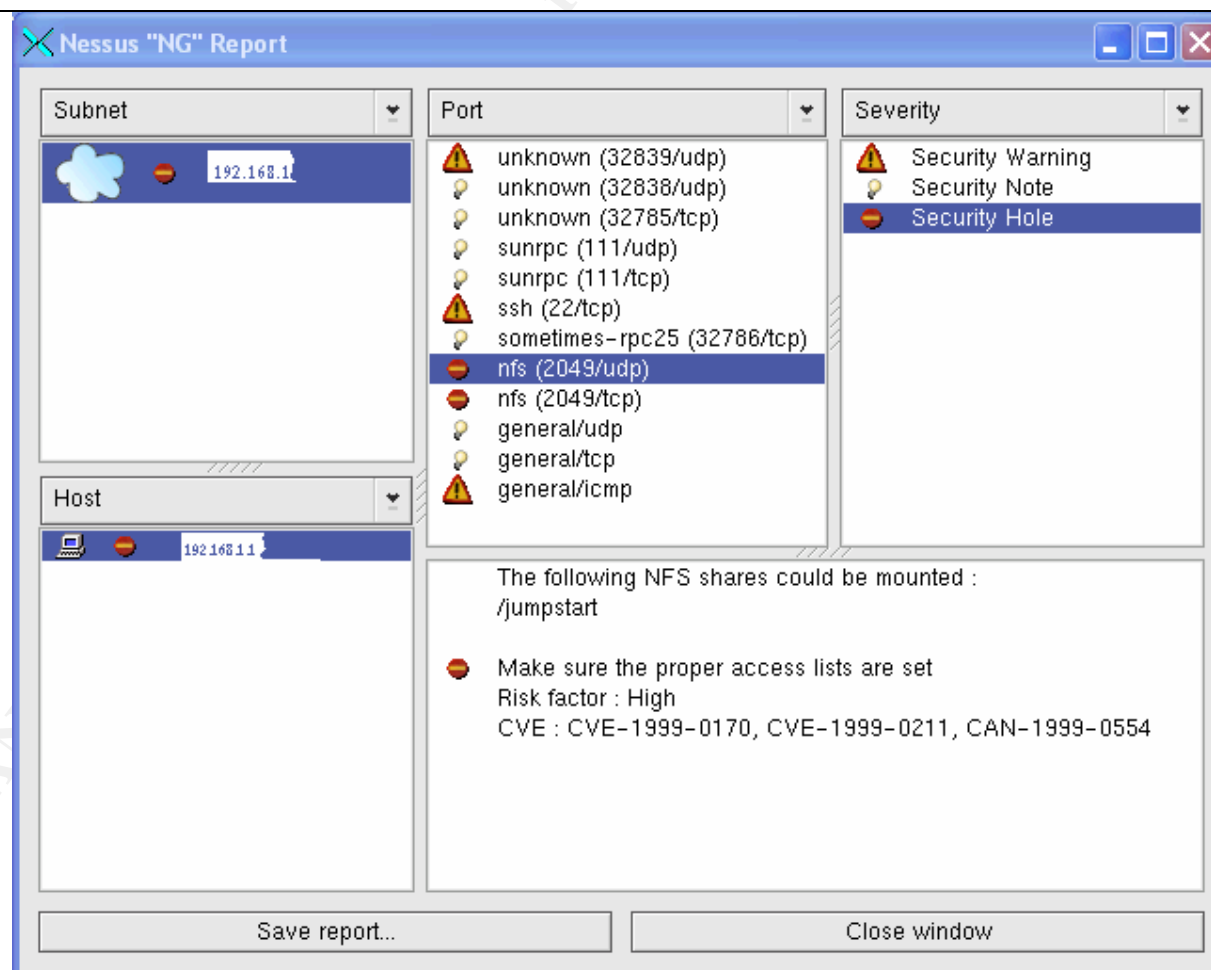 Nessus "NG" Report
Subnet
192.168.1
Host
192.168.1.1
Port
unknown (32839/udp)
unknown (32838/udp)
unknown (32785/tcp)
sunrpc (111/udp)
sunrpc (111/tcp)
ssh (22/tcp)
sometimes-rpc25 (32786/tcp)
nfs (2049/udp)
nfs (2049/tcp)
general/udp
general/tcp
general/icmp
Severity
Security Warning
Security Note
Security Hole
The following NFS shares could be mounted :
/jumpstart
Make sure the proper access lists are set
Risk factor : High
CVE : CVE-1999-0170, CVE-1999-0211, CAN-1999-0554
Save report...
Close window